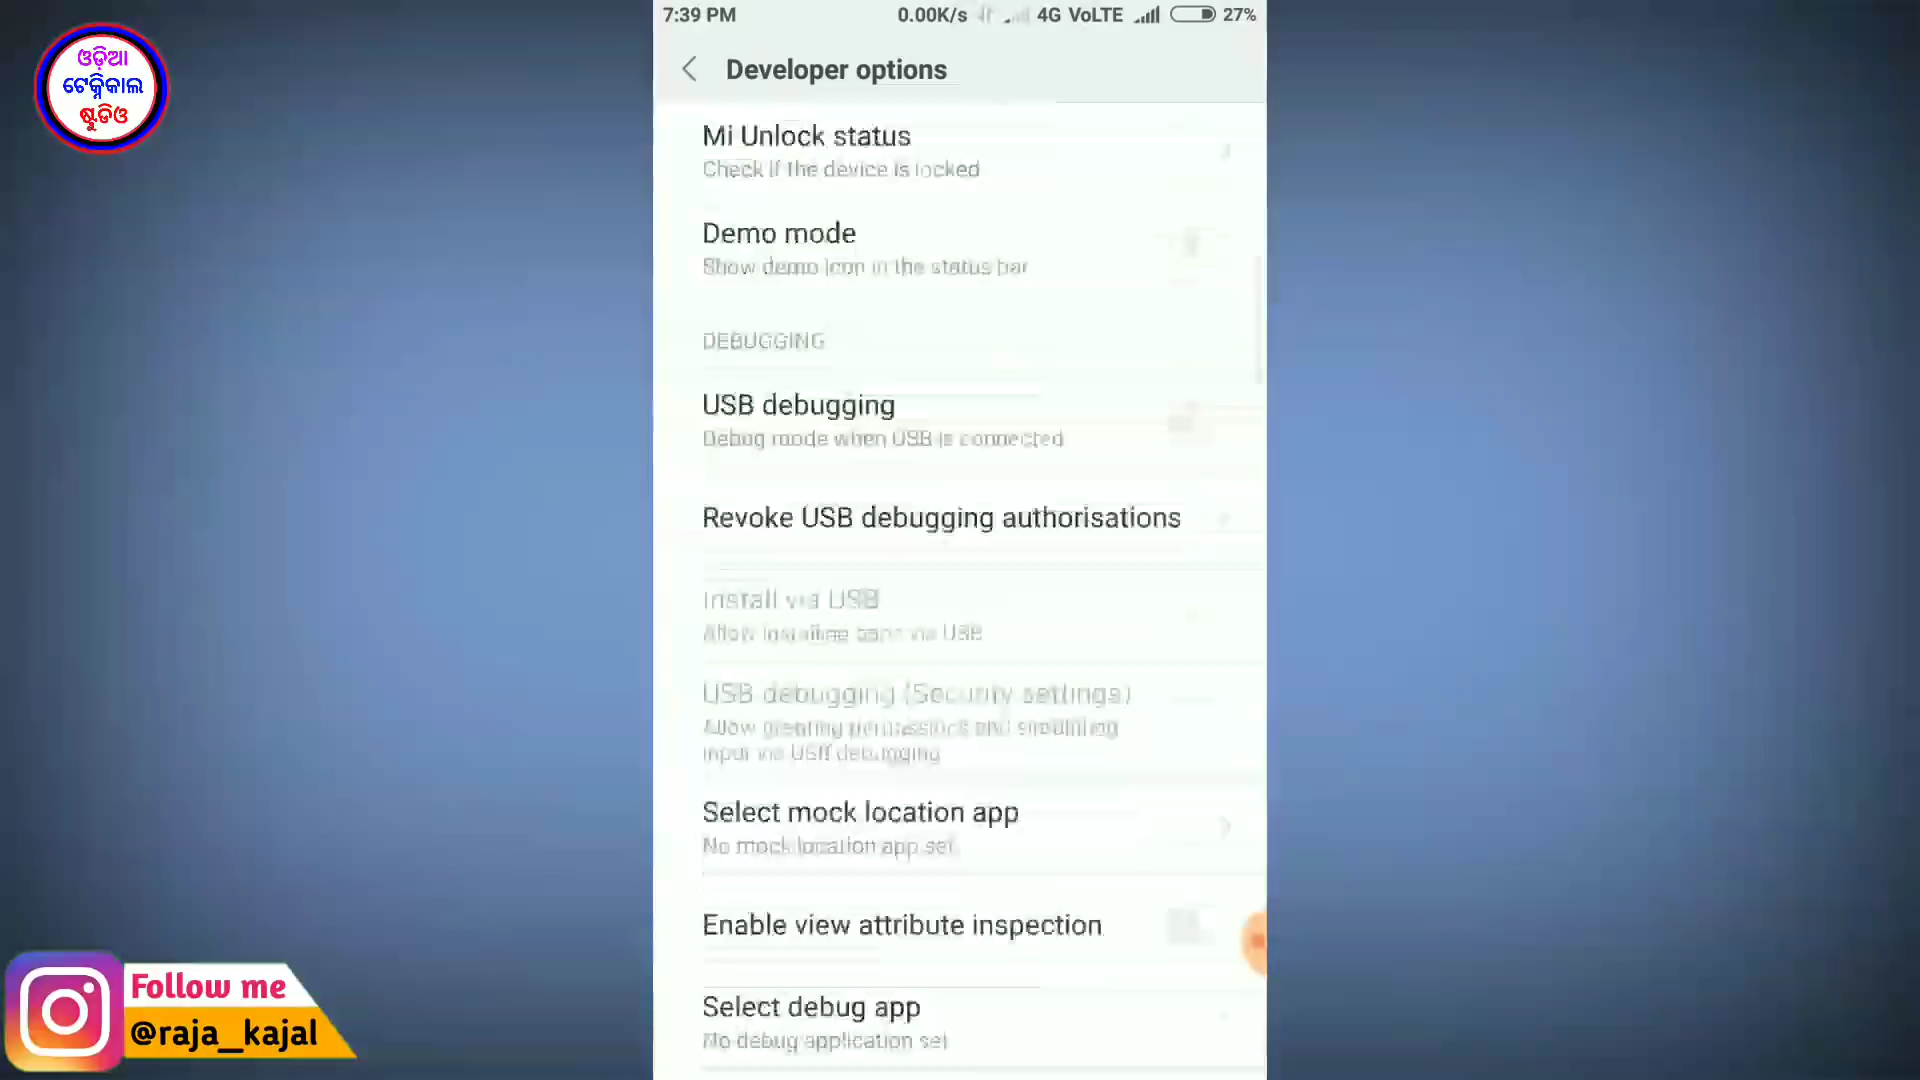 ଓଡ଼ିଆ
ଟେକ୍ନିକାଲ
ଷ୍ଟୁଡିଓ
7:39 PM
0.00K/s 4G VoLTE 27%
Developer options
Mi Unlock status
Check if the device is locked
Demo mode
Show demo icon in the status bar
DEBUGGING
USB debugging
Debug mode when USB is connected
Revoke USB debugging authorisations
Install via USB
Allow installing apps via USB
USB debugging (Security settings)
Allow granting permissions and simulating
input via USB debugging
Select mock location app
No mock location app set
Enable view attribute inspection
Select debug app
No debug application set
Follow me
@raja_kajal